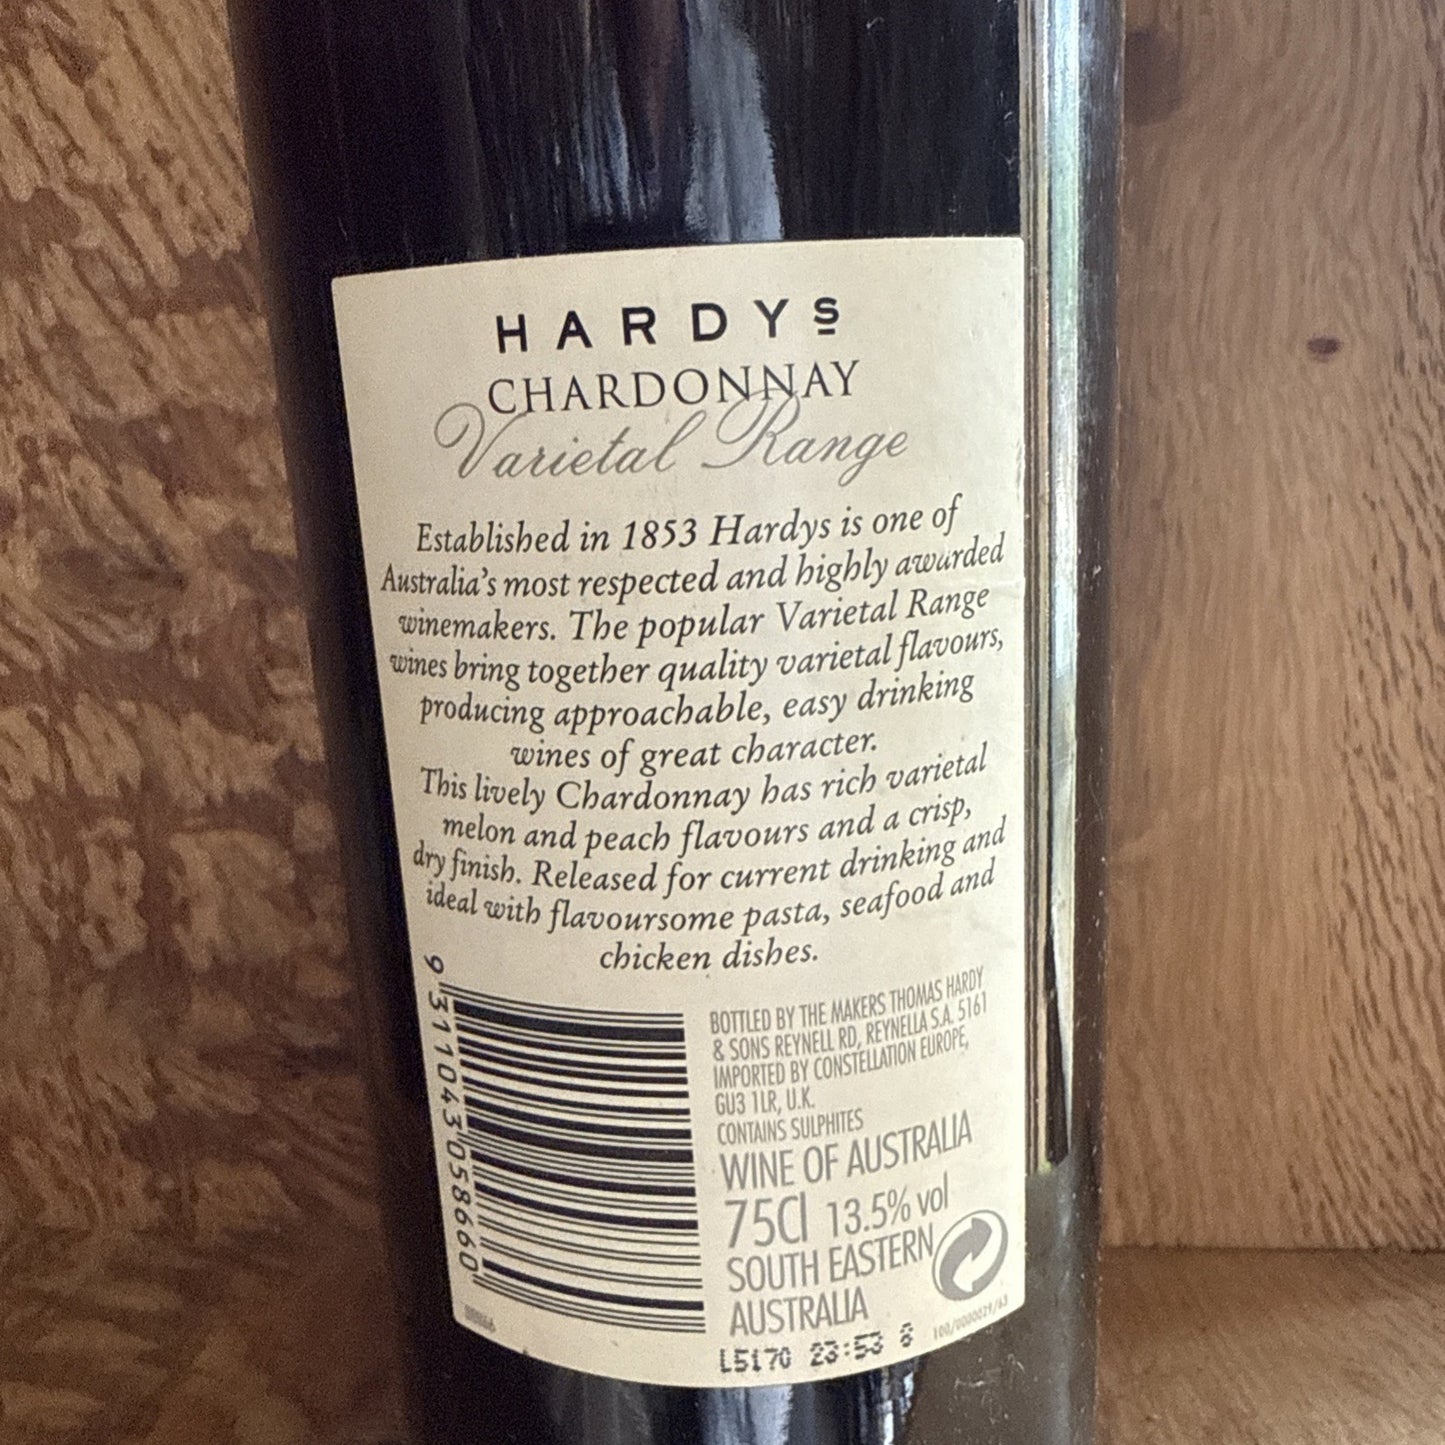 HARDYS
CHARDONNAY
Varietal Range
Established in 1853 Hardys is one of
Australia's most respected and highly awarded
winemakers. The popular Varietal Range
wines bring together quality varietal flavours,
producing approachable, easy drinking
wines of great character.
This lively Chardonnay has rich varietal
melon and peach flavours and a crisp,
dry finish. Released for current drinking and
ideal with flavoursome pasta, seafood and
chicken dishes.
9 311043 058660
BOTTLED BY THE MAKERS THOMAS HARDY
& SONS REYNELL RD, REYNELLA S.A. 5161
IMPORTED BY CONSTELLATION EUROPE,
GU3 1LR, U.K.
CONTAINS SULPHITES
WINE OF AUSTRALIA
75Cl 13.5% vol
SOUTH EASTERN
AUSTRALIA
100/0000029/63
L5170 23:53 8